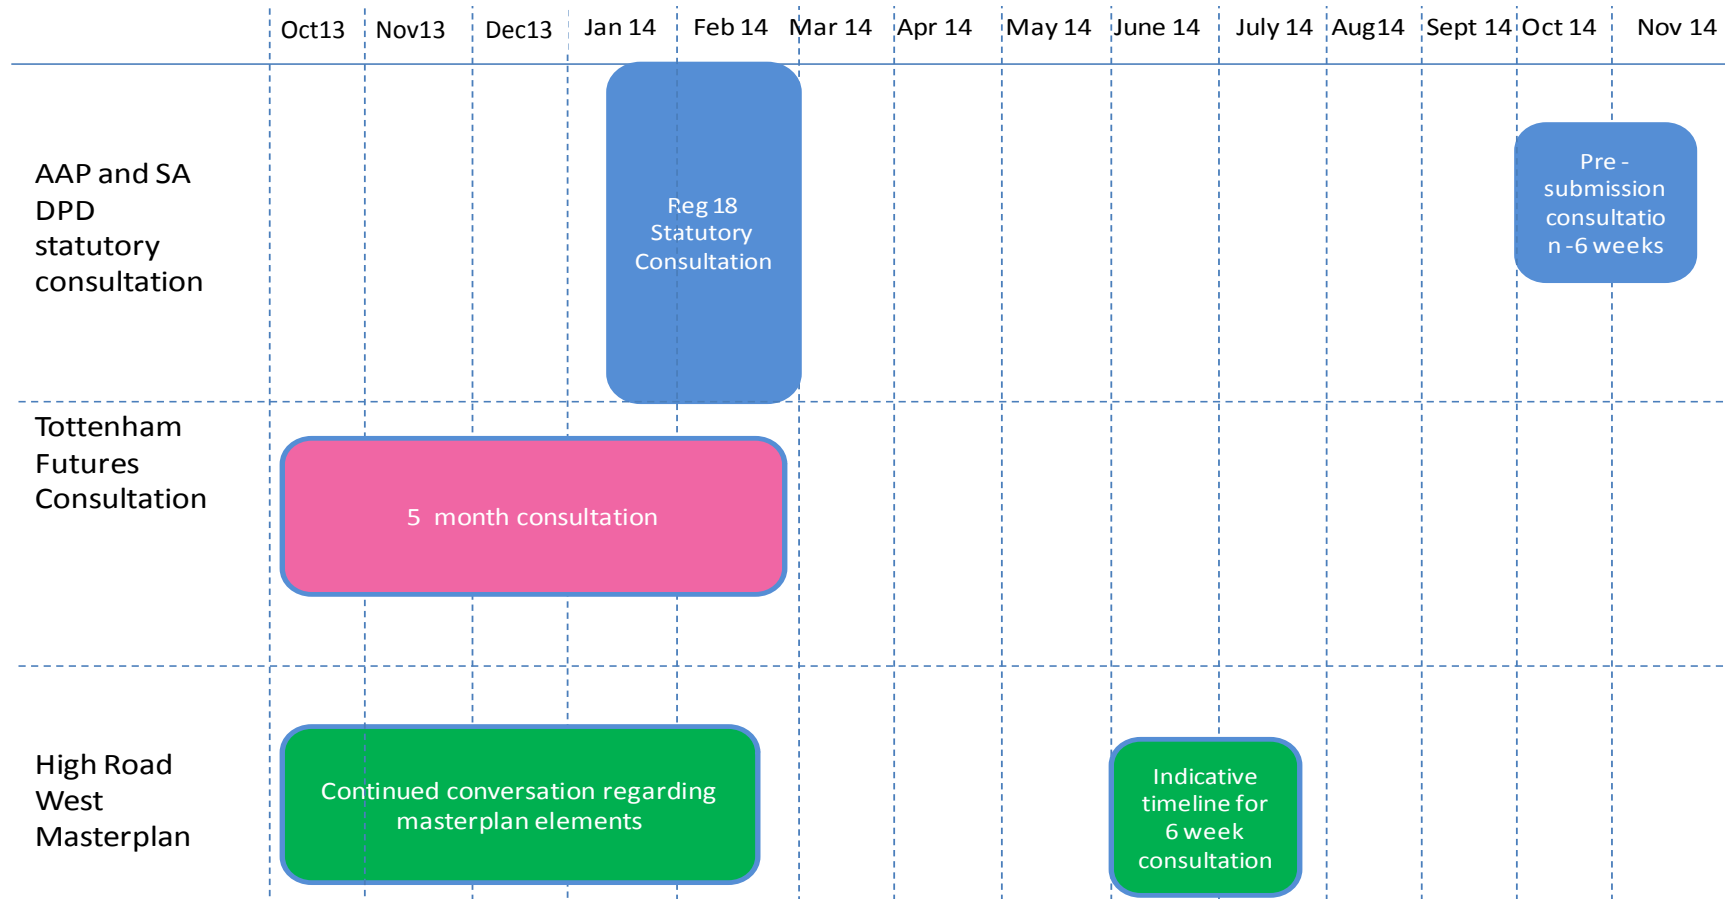 Oct13 Nov13 Dec13 Jan 14 Feb 14 Mar 14 Apr 14 May 14 June 14 July 14 Aug14 Sept 14 Oct 14 Nov 14
AAP and SA
DPD
statutory
consultation
Reg 18
Statutory
Consultation
Pre -
submission
consultatio
n -6 weeks
Tottenham
Futures
Consultation
5 month consultation
High Road
West
Masterplan
Continued conversation regarding
masterplan elements
Indicative
timeline for
6 week
consultation